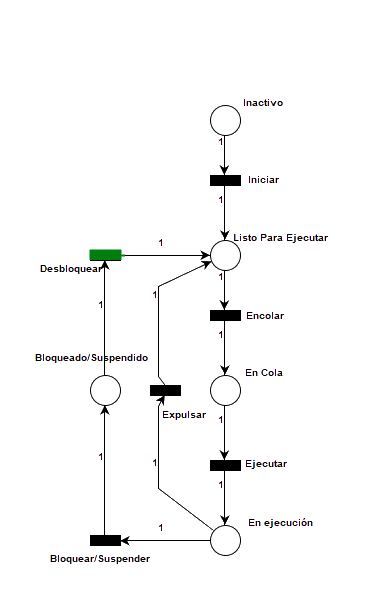 Inactivo
1
Iniciar
1
Listo Para Ejecutar
1
Desbloquear
1
1
1
Encolar
1
Bloqueado/Suspendido
En Cola
Expulsar
1
Ejecutar
1
1
1
En ejecución
1
Bloquear/Suspender